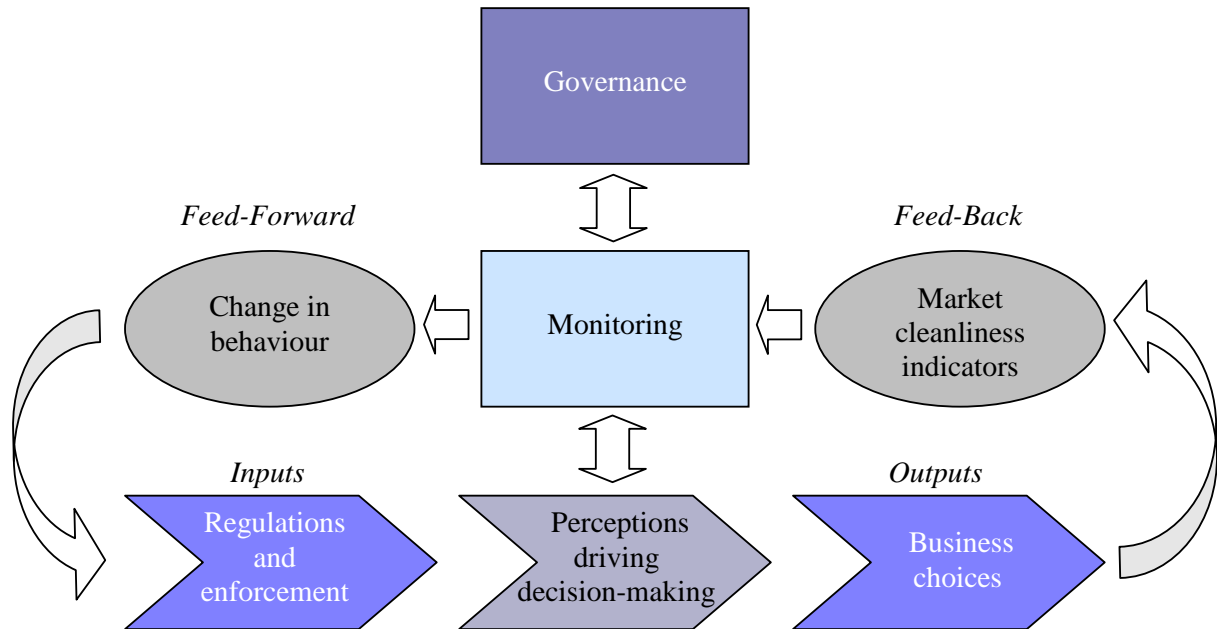 Governance
Feed-Forward
Feed-Back
Change in
behaviour
Monitoring
Market
cleanliness
indicators
Inputs
Outputs
Regulations
and
enforcement
Perceptions
driving
decision-making
Business
choices